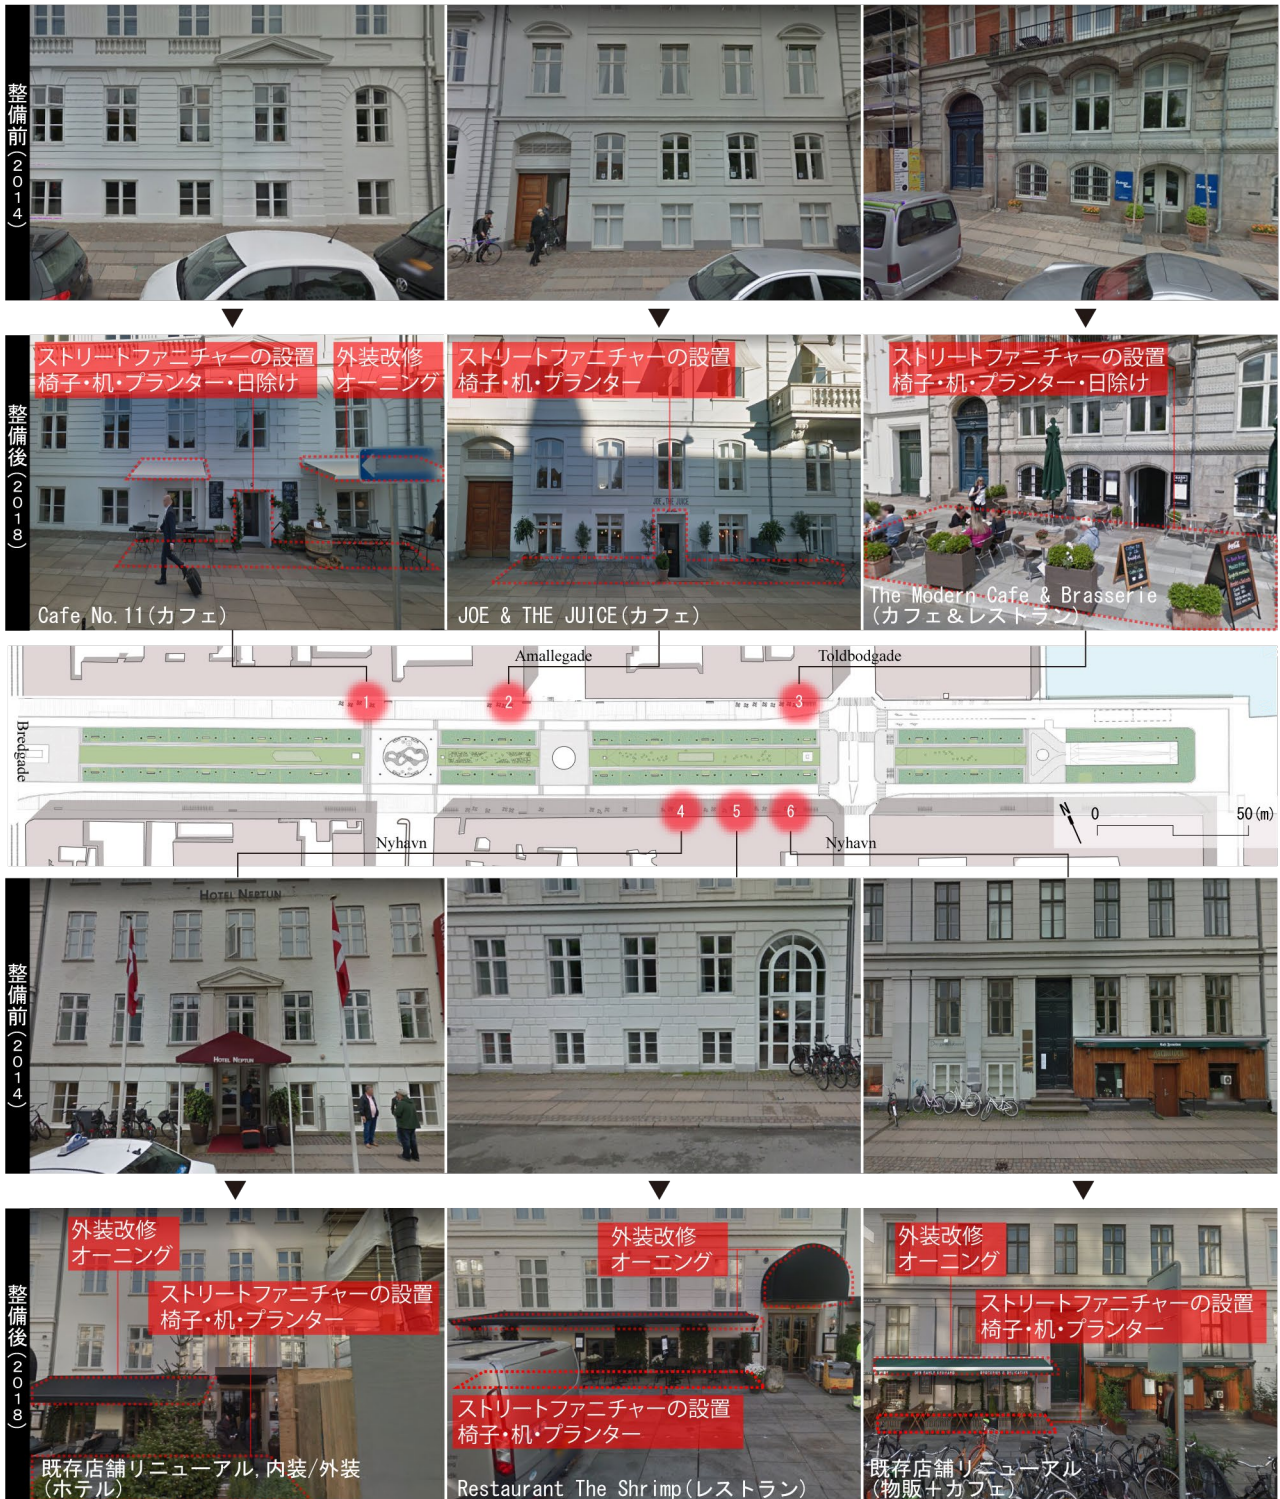 整備前(2014)
整備後(2018)
ストリートファニチャーの設置
椅子・机・プランター・日除け
外装改修
オーニング
Cafe No.11(カフェ)
ストリートファニチャーの設置
椅子・机・プランター
JOE & THE JUICE
JOE & THE JUICE(カフェ)
ストリートファニチャーの設置
椅子・机・プランター・日除け
The Modern Cafe & Brasserie
(カフェ&レストラン)
Amallegade
Toldbodgade
1
2
3
Bredgade
4
5
6
Nyhavn
Nyhavn
N
0
50(m)
整備前(2014)
HOTEL NEPTUN
HOTEL NEPTUN
整備後(2018)
外装改修
オーニング
ストリートファニチャーの設置
椅子・机・プランター
既存店舗リニューアル,内装/外装
(ホテル)
外装改修
オーニング
ストリートファニチャーの設置
椅子・机・プランター
Restaurant The Shrimp(レストラン)
外装改修
オーニング
ストリートファニチャーの設置
椅子・机・プランター
既存店舗リニューアル
(物販+カフェ)